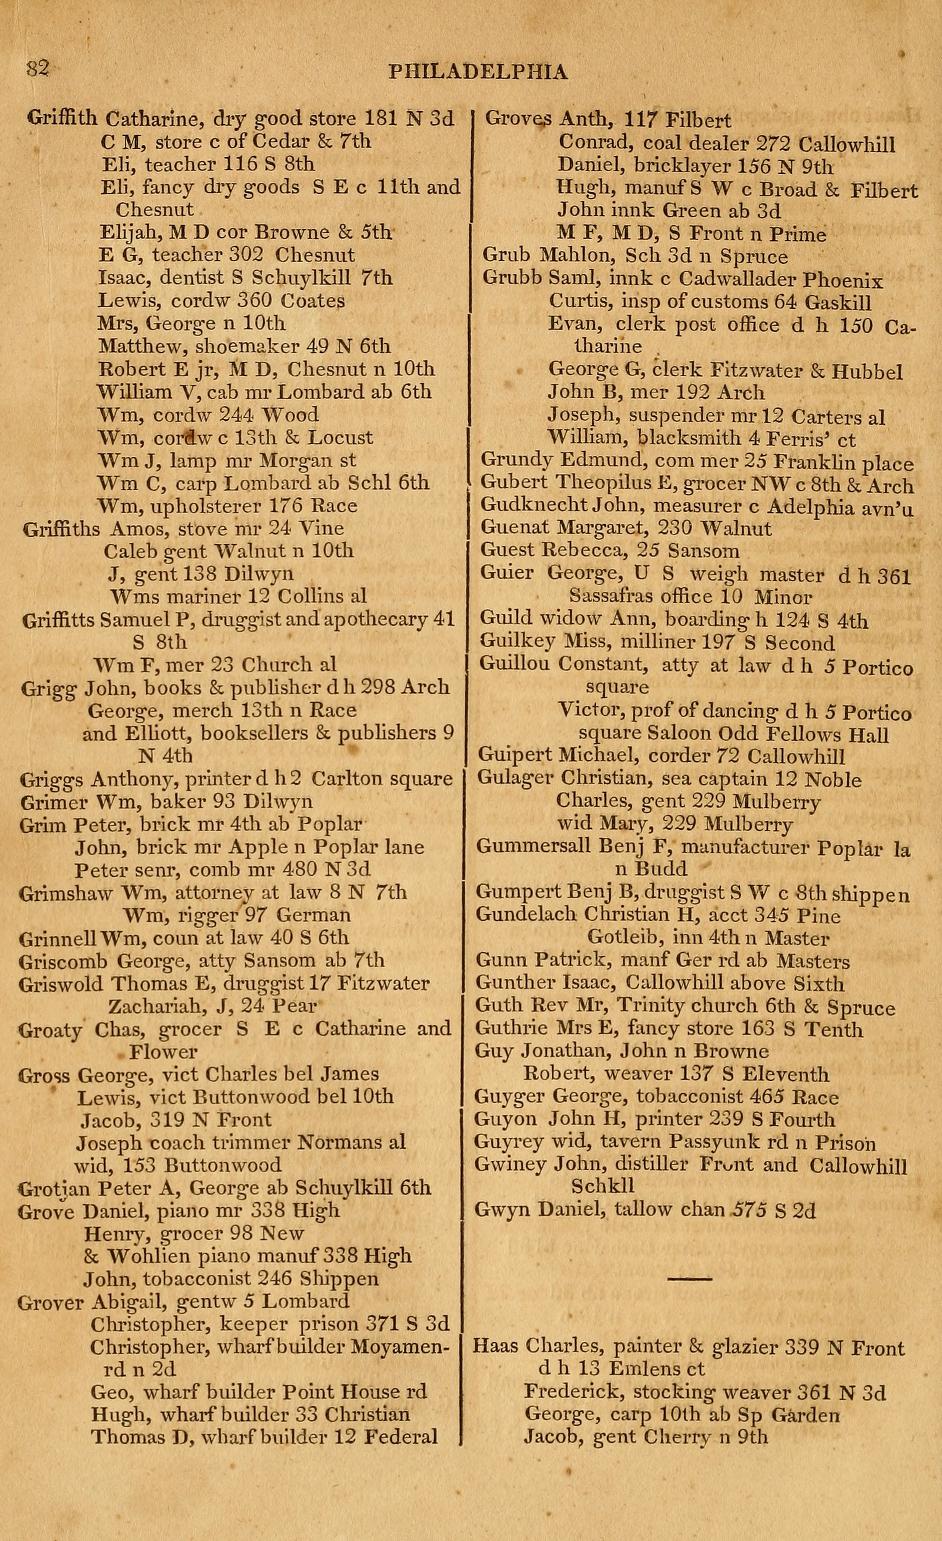 82
PHILADELPHIA
Griffith Catharine, dry good store 181 N 3d
C M, store c of Cedar & 7th
Eli, teacher 116 S 8th
Eli, fancy dry goods S E c 11th and
Chesnut
Elijah, M D cor Browne & 5th
E G, teacher 302 Chesnut
Isaac, dentist S Schuylkill 7th
Lewis, cordw 360 Coates
Mrs, George n 10th
Matthew, shoemaker 49 N 6th
Robert E jr, M D, Chesnut n 10th
William V, cab mr Lombard ab 6th
Wm, cordw 244 Wood
Wm, cordw c 13th & Locust
Wm J, lamp mr Morgan st
Wm C, carp Lombard ab Schl 6th
Wm, upholsterer 176 Race
Griffiths Amos, stove mr 24 Vine
Caleb gent Walnut n 10th
J, gent 138 Dilwyn
Wms mariner 12 Collins al
Griffitts Samuel P, druggist and apothecary 41
S 8th
Wm F, mer 23 Church al
Grigg John, books & publisher d h 298 Arch
George, merch 13th n Race
and Elliott, booksellers & publishers 9
N 4th
Griggs Anthony, printer d h 2 Carlton square
Grimer Wm, baker 93 Dilwyn
Grim Peter, brick mr 4th ab Poplar
John, brick mr Apple n Poplar lane
Peter senr, comb mr 480 N 3d
Grimshaw Wm, attorney at law 8 N 7th
Wm, rigger 97 German
Grinnell Wm, coun at law 40 S 6th
Griscomb George, atty Sansom ab 7th
Griswold Thomas E, druggist 17 Fitzwater
Zachariah, J, 24 Pear
Groaty Chas, grocer S E c Catharine and
Flower
Gross George, vict Charles bel James
Lewis, vict Buttonwood bel 10th
Jacob, 319 N Front
Joseph coach trimmer Normans al
wid, 153 Buttonwood
Grotjan Peter A, George ab Schuylkill 6th
Grove Daniel, piano mr 338 High
Henry, grocer 98 New
& Wohlien piano manuf 338 High
John, tobacconist 246 Shippen
Grover Abigail, gentw 5 Lombard
Christopher, keeper prison 371 S 3d
Christopher, wharf builder Moyamen-
rd n 2d
Geo, wharf builder Point House rd
Hugh, wharf builder 33 Christian
Thomas D, wharf builder 12 Federal
Groves Anth, 117 Filbert
Conrad, coal dealer 272 Callowhill
Daniel, bricklayer 156 N 9th
Hugh, manuf S W c Broad & Filbert
John innk Green ab 3d
M F, M D, S Front n Prime
Grub Mahlon, Sch 3d n Spruce
Grubb Saml, innk c Cadwallader Phoenix
Curtis, insp of customs 64 Gaskill
Evan, clerk post office d h 150 Ca-
tharine
George G, clerk Fitzwater & Hubbel
John B, mer 192 Arch
Joseph, suspender mr 12 Carters al
William, blacksmith 4 Ferris' ct
Grundy Edmund, com mer 25 Franklin place
Gubert Theopilus E, grocer NW c 8th & Arch
Gudknecht John, measurer c Adelphia avn'u
Guenat Margaret, 230 Walnut
Guest Rebecca, 25 Sansom
Guier George, U S weigh master d h 361
Sassafras office 10 Minor
Guild widow Ann, boarding h 124 S 4th
Guilkey Miss, milliner 197 S Second
Guillou Constant, atty at law d h 5 Portico
square
Victor, prof of dancing d h 5 Portico
square Saloon Odd Fellows Hall
Guipert Michael, corder 72 Callowhill
Gulager Christian, sea captain 12 Noble
Charles, gent 229 Mulberry
wid Mary, 229 Mulberry
Gummersall Benj F, manufacturer Poplar la
n Budd
Gumpert Benj B, druggist S W c 8th shippen
Gundelach Christian H, acct 345 Pine
Gotleib, inn 4th n Master
Gunn Patrick, manf Ger rd ab Masters
Gunther Isaac, Callowhill above Sixth
Guth Rev Mr, Trinity church 6th & Spruce
Guthrie Mrs E, fancy store 163 S Tenth
Guy Jonathan, John n Browne
Robert, weaver 137 S Eleventh
Guyger George, tobacconist 465 Race
Guyon John H, printer 239 S Fourth
Guyrey wid, tavern Passyunk rd n Prison
Gwiney John, distiller Front and Callowhill
Schkll
Gwyn Daniel, tallow chan 575 S 2d
Haas Charles, painter & glazier 339 N Front
d h 13 Emlens ct
Frederick, stocking weaver 361 N 3d
George, carp 10th ab Sp Garden
Jacob, gent Cherry n 9th